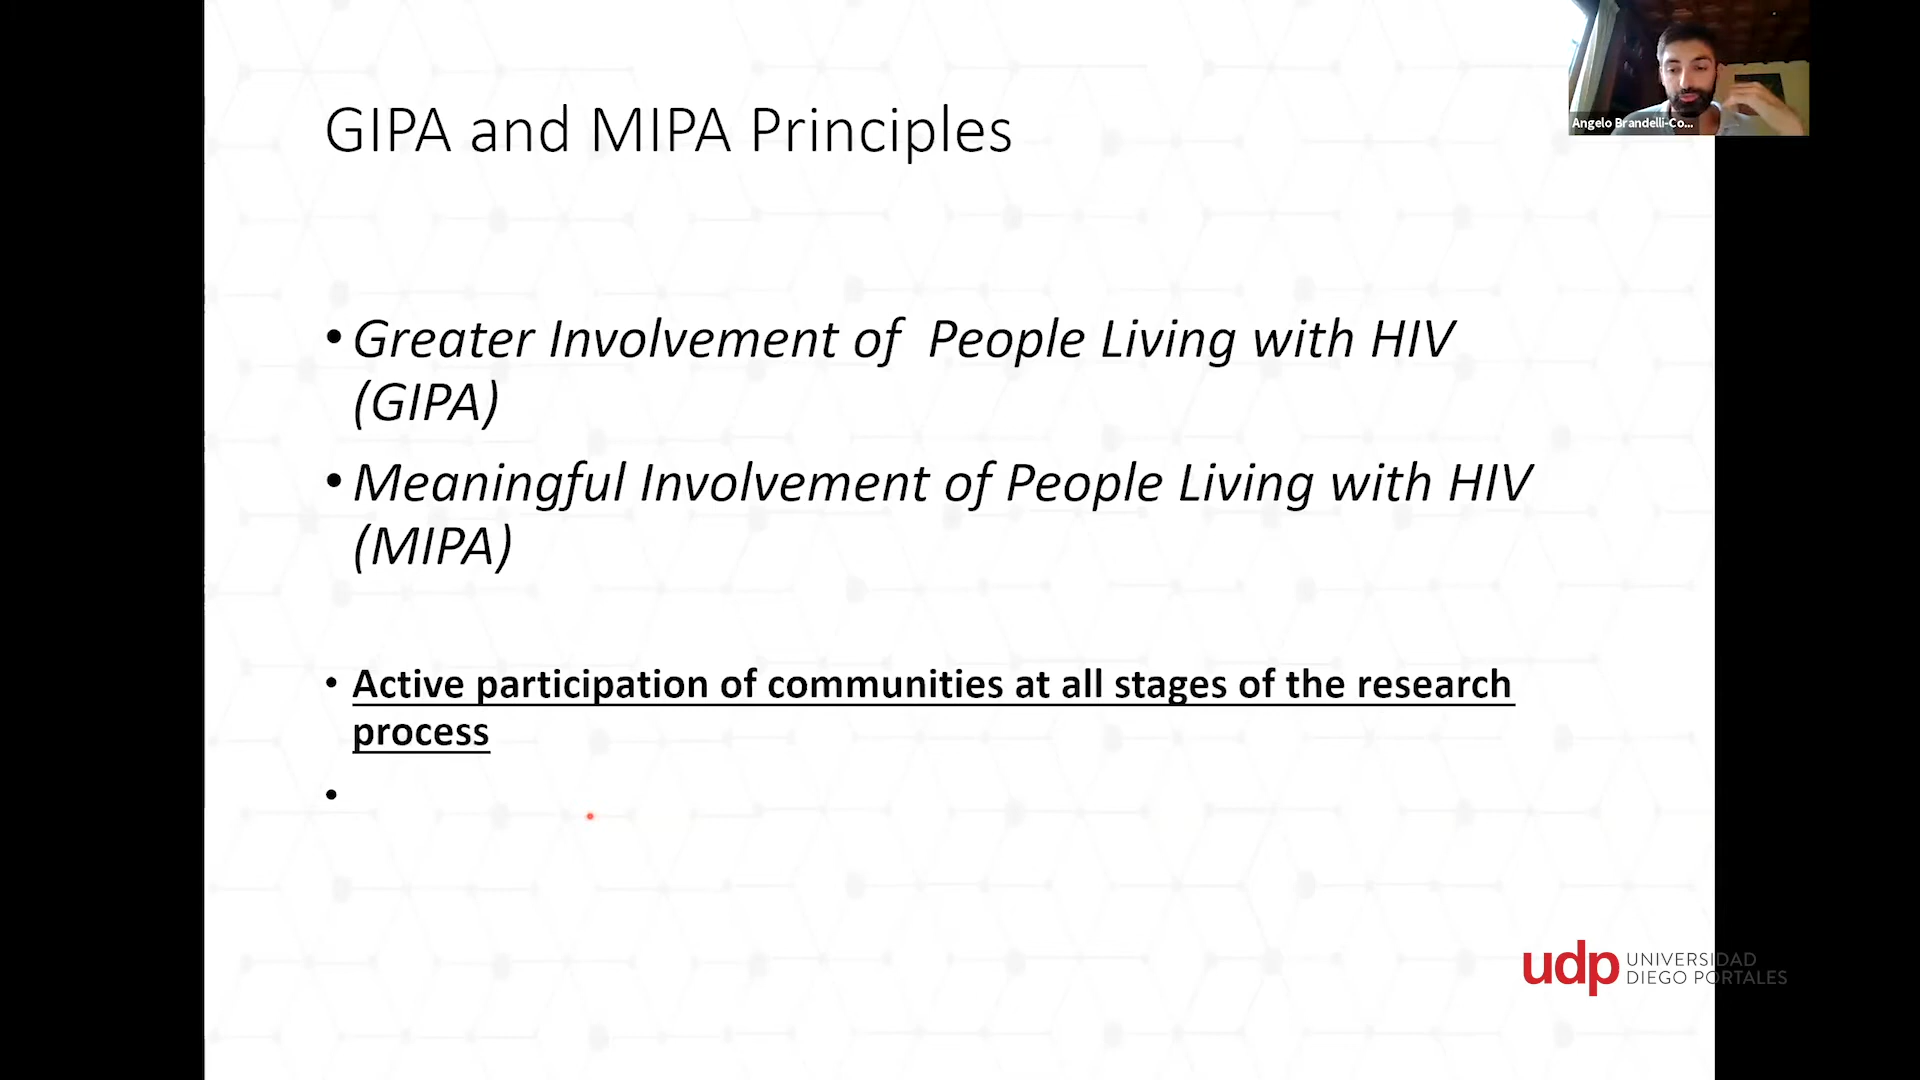 GIPA and MIPA Principles
Angelo Brandelli-Co...
• Greater Involvement of People Living with HIV
(GIPA)
• Meaningful Involvement of People Living with HIV
(MIPA)
• Active participation of communities at all stages of the research
process
•
udp UNIVERSIDAD
DIEGO PORTALES